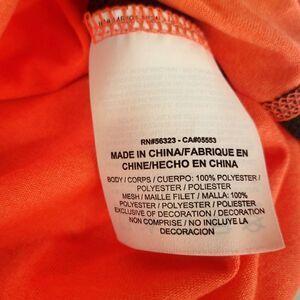 RN#56323 - CA#05553
MADE IN CHINA/FABRIQUE EN
CHINE/HECHO EN CHINA
BODY / CORPS / CUERPO: 100% POLYESTER /
POLYESTER / POLIESTER
MESH / MAILLE FILET / MALLA: 100%
POLYESTER / POLYESTER / POLIESTER
EXCLUSIVE OF DECORATION / DECORATION
NON COMPRISE / NO INCLUYE LA
DECORACION